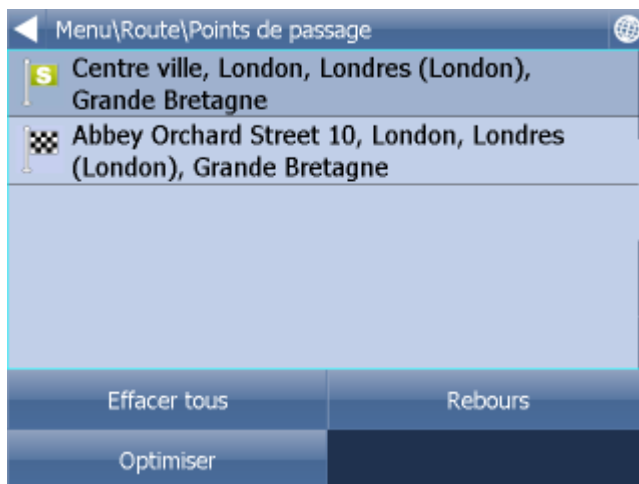 Menu\Route\Points de passage
S
Centre ville, London, Londres (London),
Grande Bretagne
Abbey Orchard Street 10, London, Londres
(London), Grande Bretagne
Effacer tous
Rebours
Optimiser